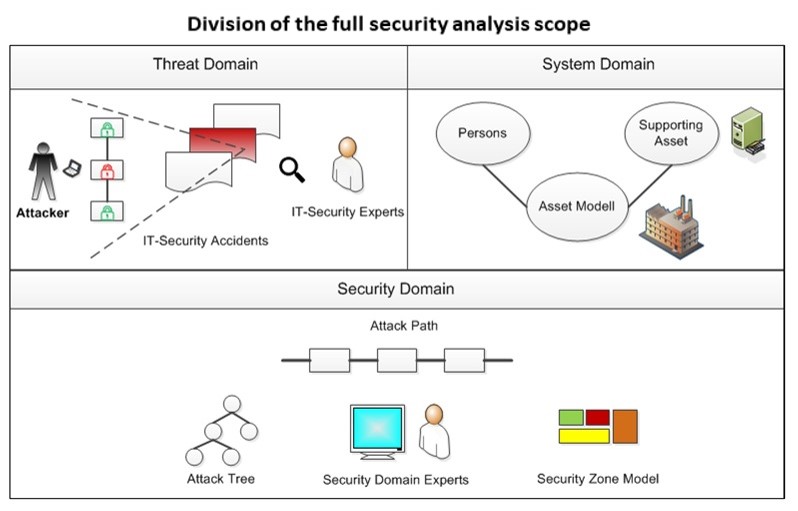 Division of the full security analysis scope
Threat Domain
System Domain
Attacker
IT-Security Accidents
IT-Security Experts
Persons
Supporting
Asset
Asset Modell
Security Domain
Attack Path
Attack Tree
Security Domain Experts
Security Zone Model